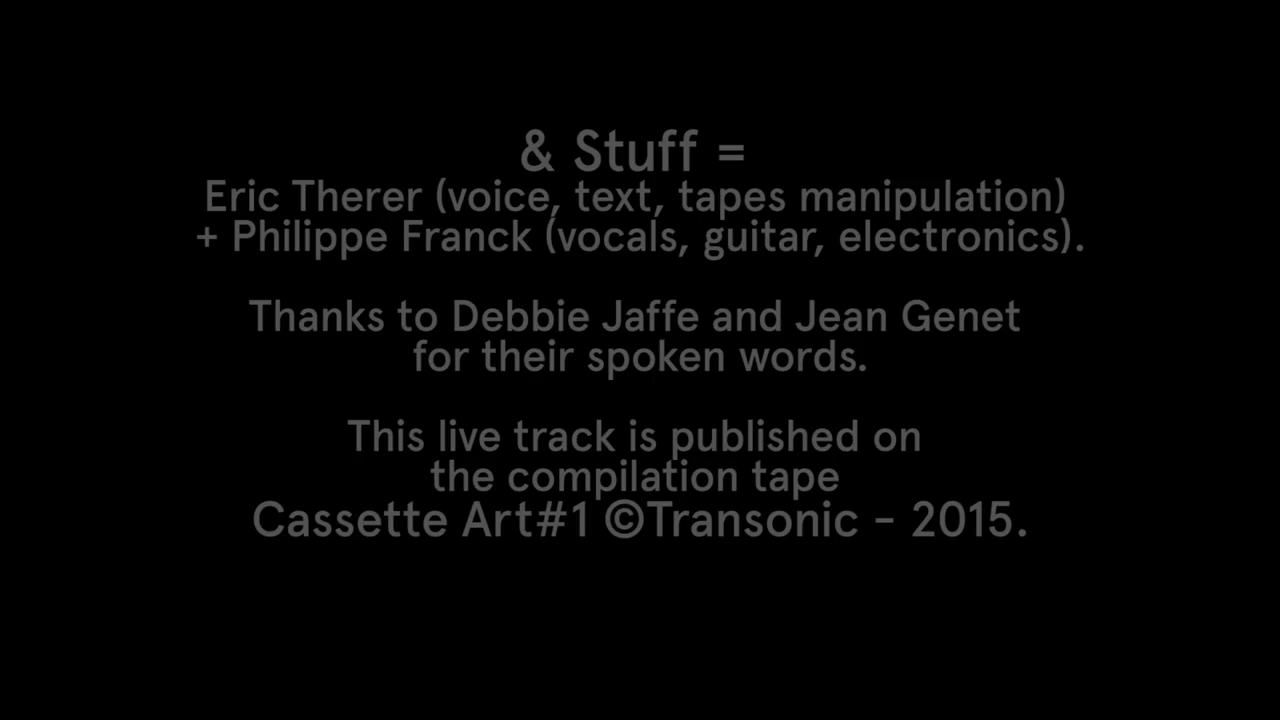 & Stuff =
Eric Therer (voice, text, tapes manipulation)
+ Philippe Franck (vocals, guitar, electronics).
Thanks to Debbie Jaffe and Jean Genet
for their spoken words.
This live track is published on
the compilation tape
Cassette Art#1 ©Transonic - 2015.